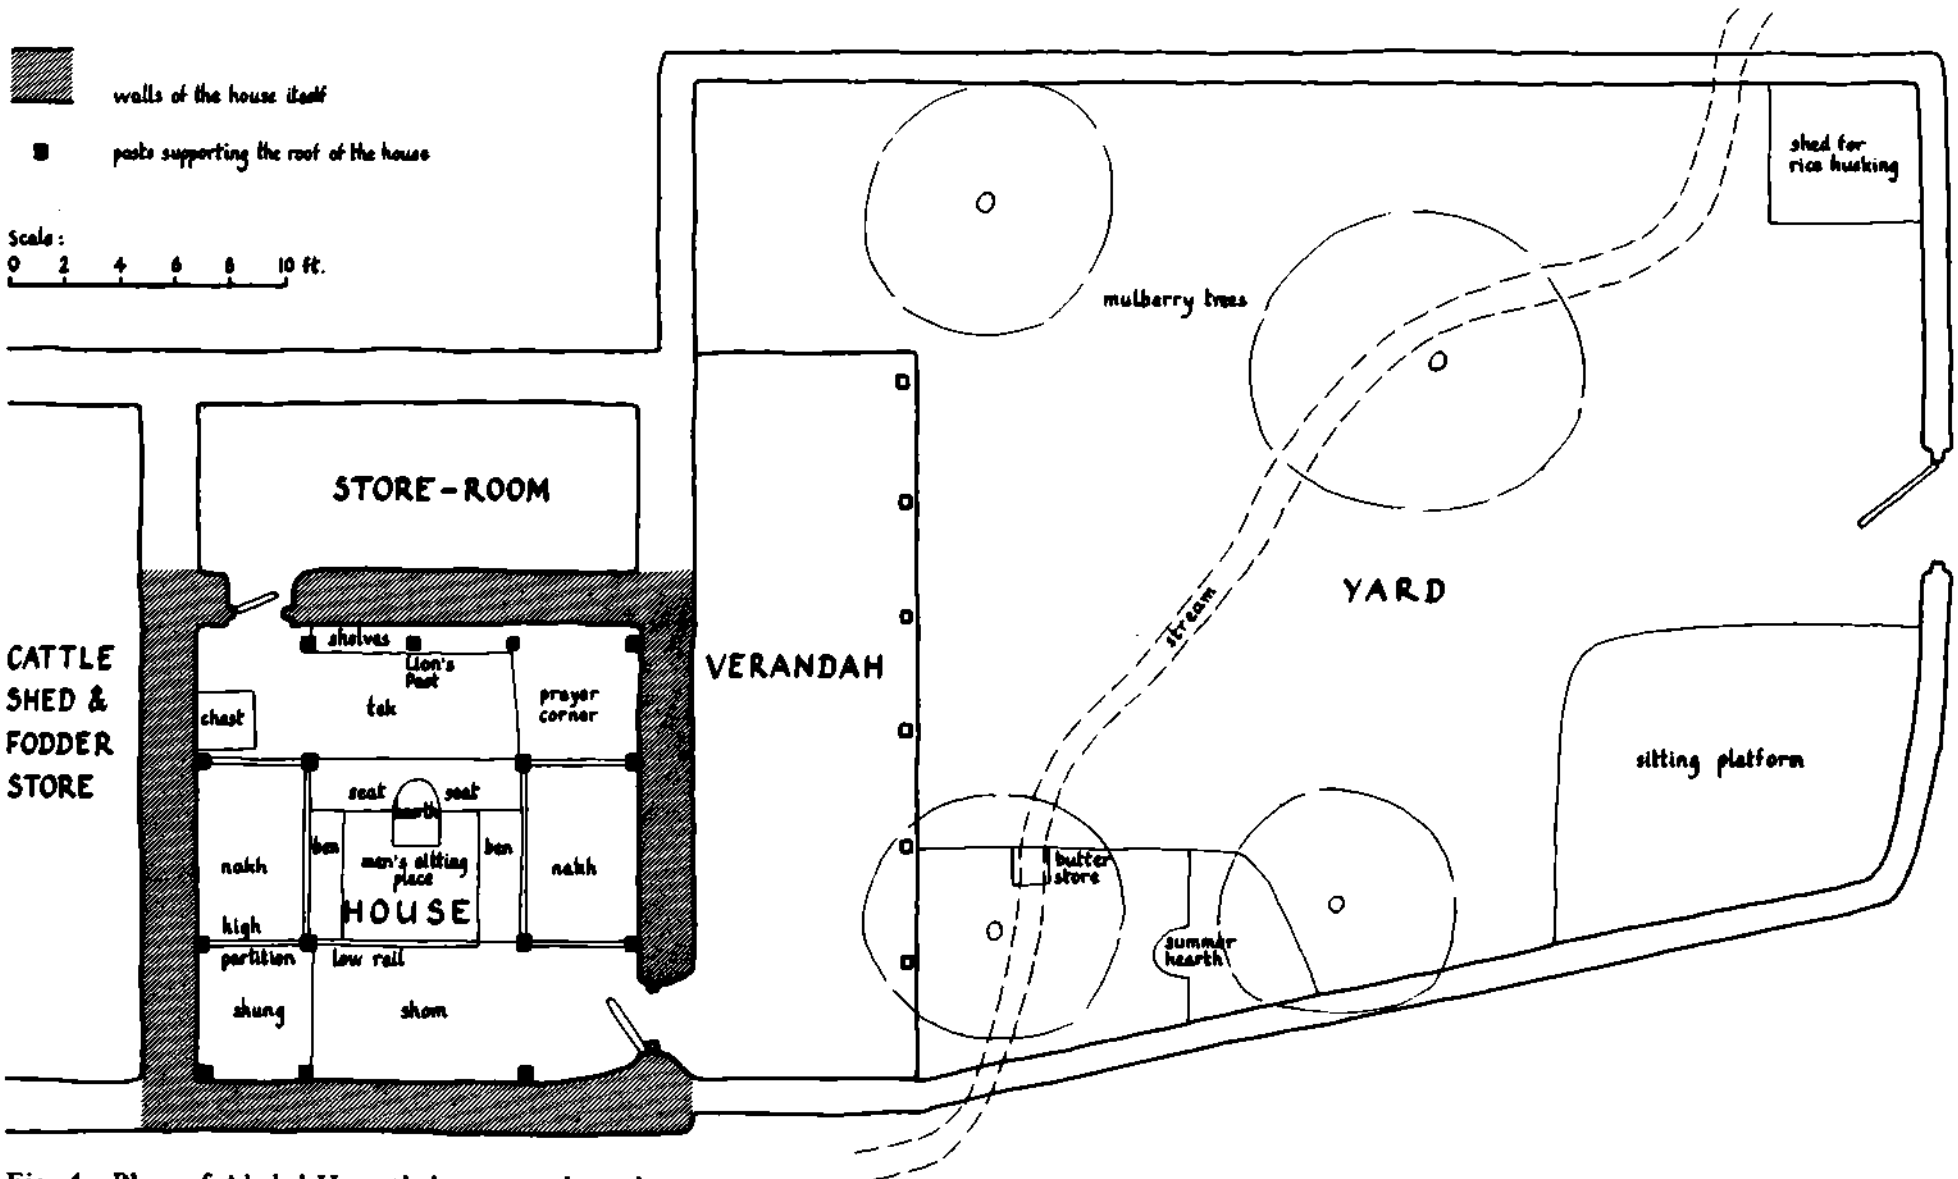 walls of the house itself
posts supporting the roof of the house
Scale:
0 2 4 6 8 10 ft.
shed for
rice husking
mulberry trees
STORE-ROOM
YARD
stream
CATTLE
SHED &
FODDER
STORE
shelves
Lion's
Post
tek
prayer
corner
chest
VERANDAH
sitting platform
seat
seat
hearth
ben
ben
men's sitting
place
nakh
nakh
HOUSE
high
partition
low rail
butter
store
summer
hearth
shung
shom